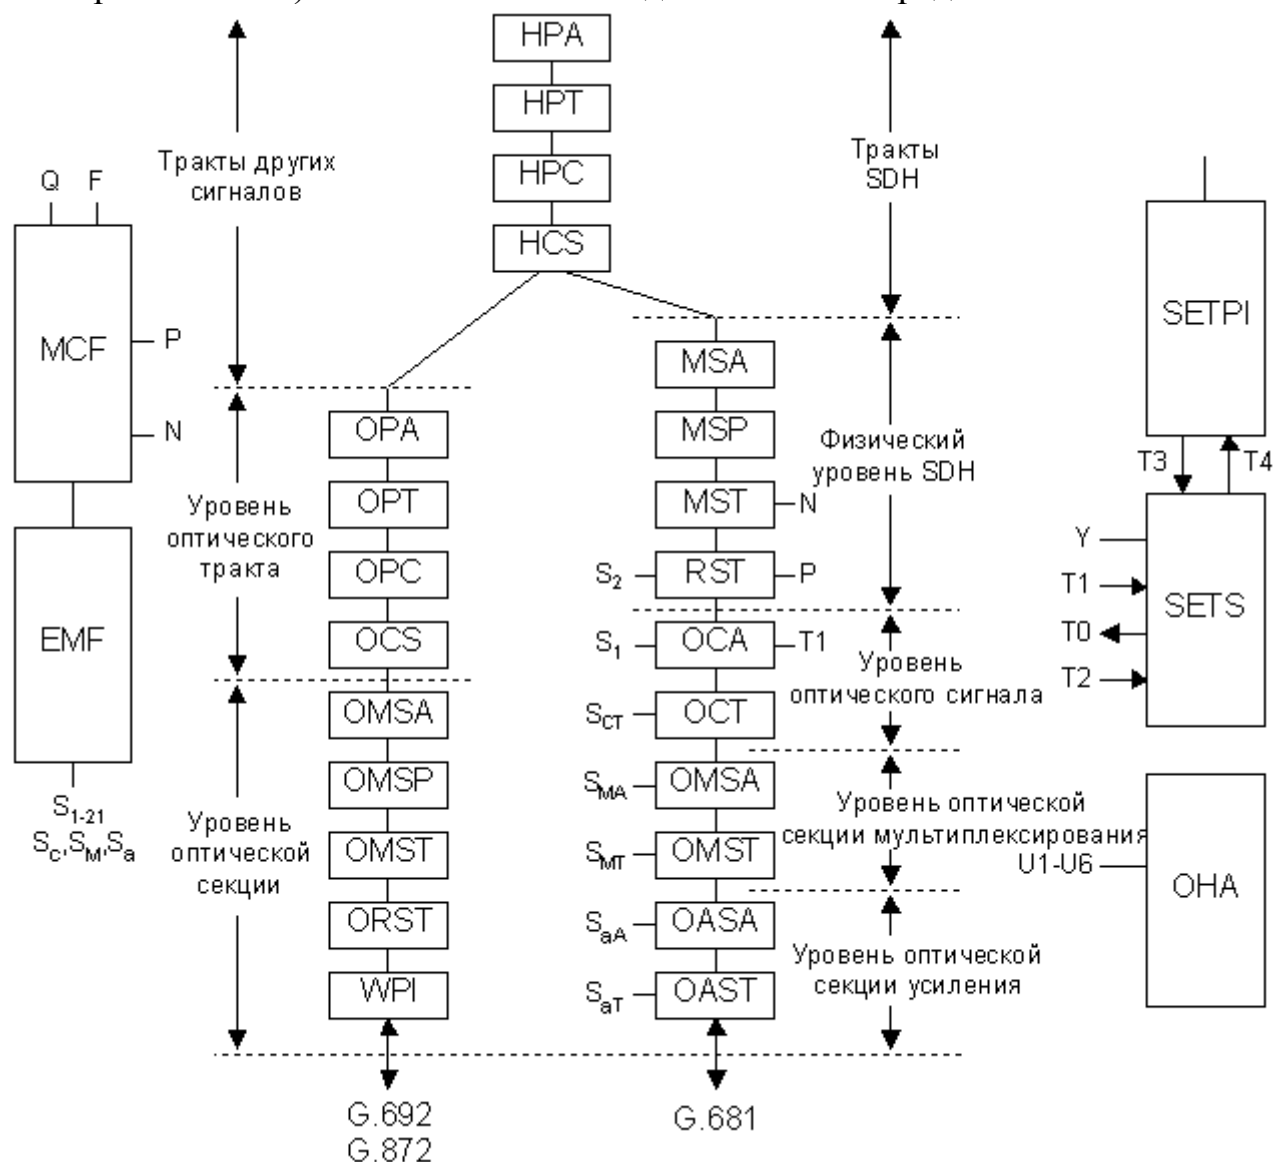 HPA
HPT
HPC
HCS
Тракты других
сигналов
Тракты
SDH
Q F
MCF
P
N
EMF
S1-21
Sc,SM,Sa
Уровень
оптического
тракта
Уровень
оптической
секции
OPA
OPT
OPC
OCS
OMSA
OMSP
OMST
ORST
WPI
G.692
G.872
MSA
MSP
MST N
S2 RST P
S1 OCA T1
SCT OCT
SMA OMSA
SMT OMST
SaA OASA
SaT OAST
G.681
Физический
уровень SDH
Уровень
оптического сигнала
Уровень оптической
секции мультиплексирования
Уровень оптической
секции усиления
SETPI
T3 T4
Y
T1
T0
T2
SETS
U1-U6
OHA